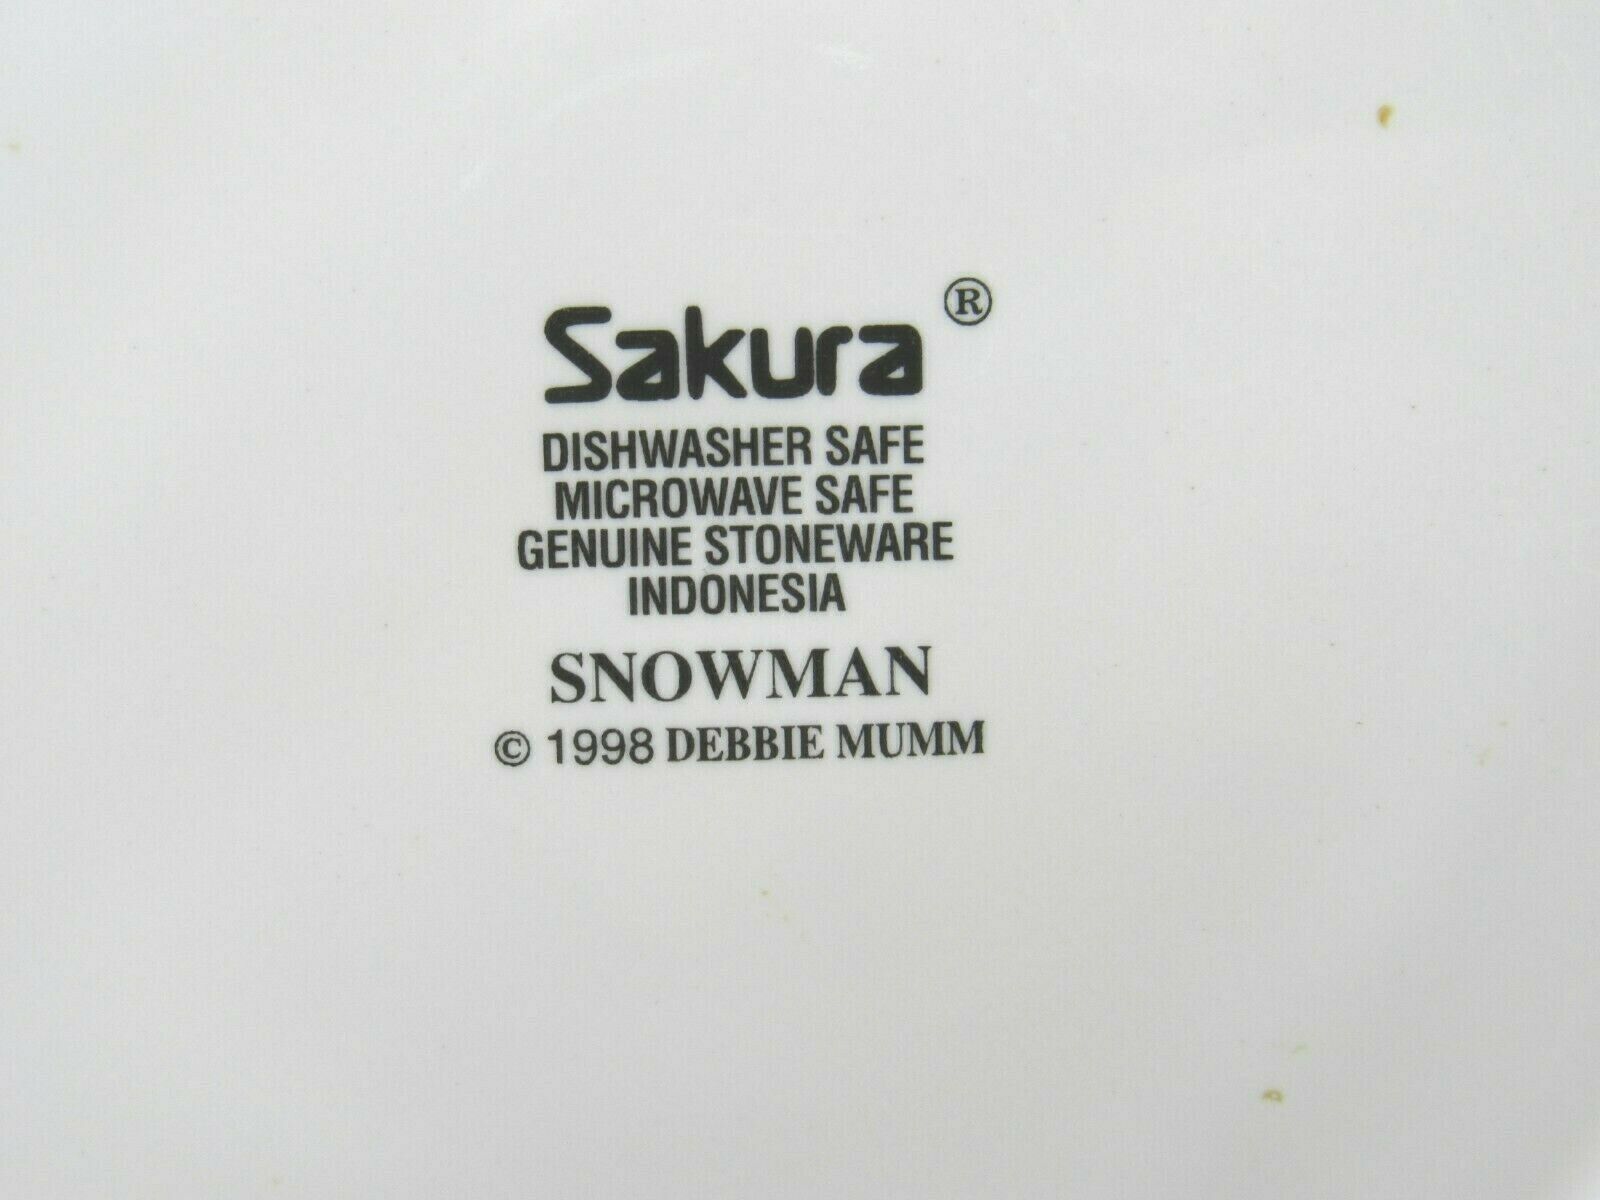 Sakura ®
DISHWASHER SAFE
MICROWAVE SAFE
GENUINE STONEWARE
INDONESIA
SNOWMAN
© 1998 DEBBIE MUMM